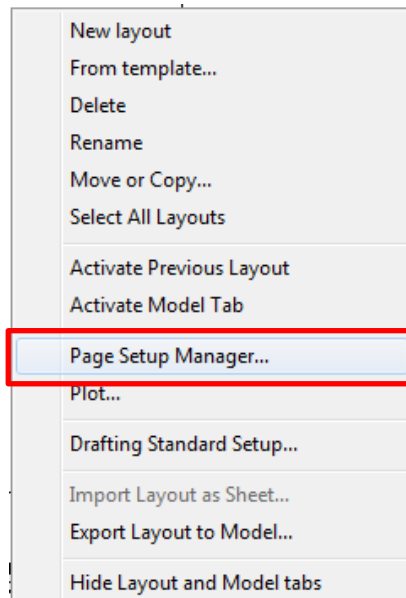 New layout
From template...
Delete
Rename
Move or Copy...
Select All Layouts
Activate Previous Layout
Activate Model Tab
Page Setup Manager...
Plot...
Drafting Standard Setup...
Import Layout as Sheet...
Export Layout to Model...
Hide Layout and Model tabs